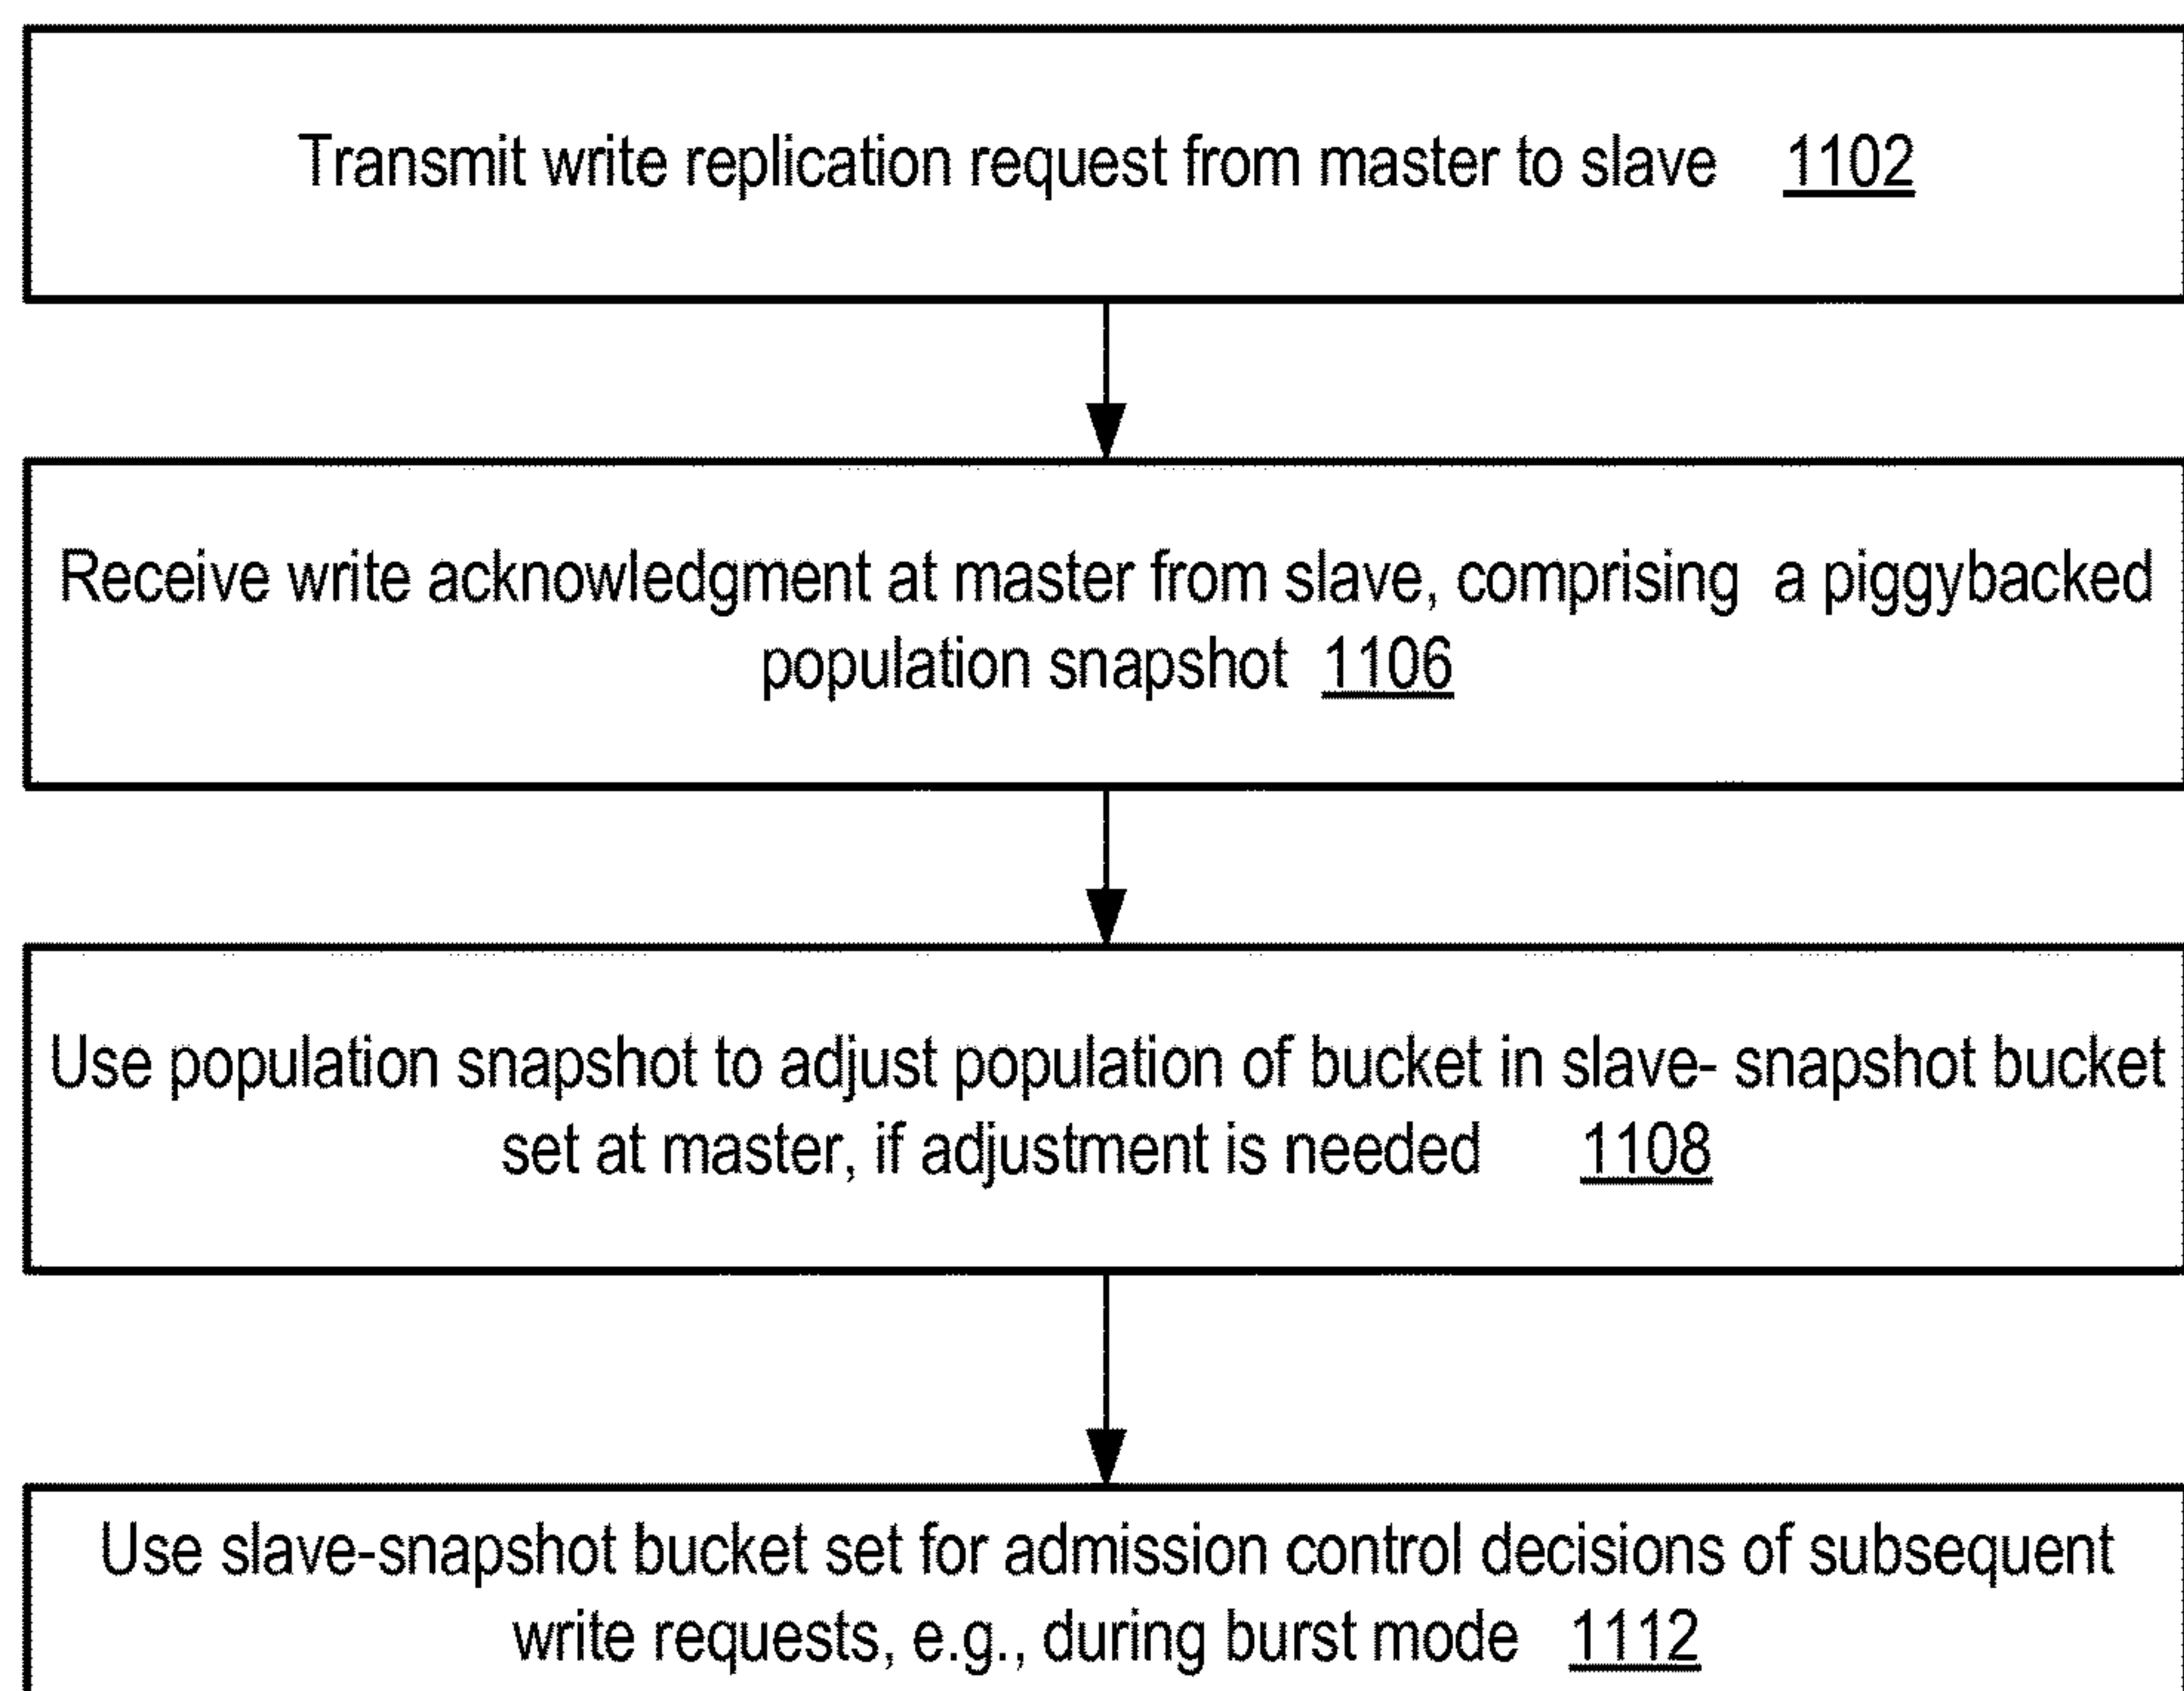 Transmit write replication request from master to slave 1102
Receive write acknowledgment at master from slave, comprising a piggybacked
population snapshot 1106
Use population snapshot to adjust population of bucket in slave- snapshot bucket
set at master, if adjustment is needed 1108
Use slave-snapshot bucket set for admission control decisions of subsequent
write requests, e.g., during burst mode 1112